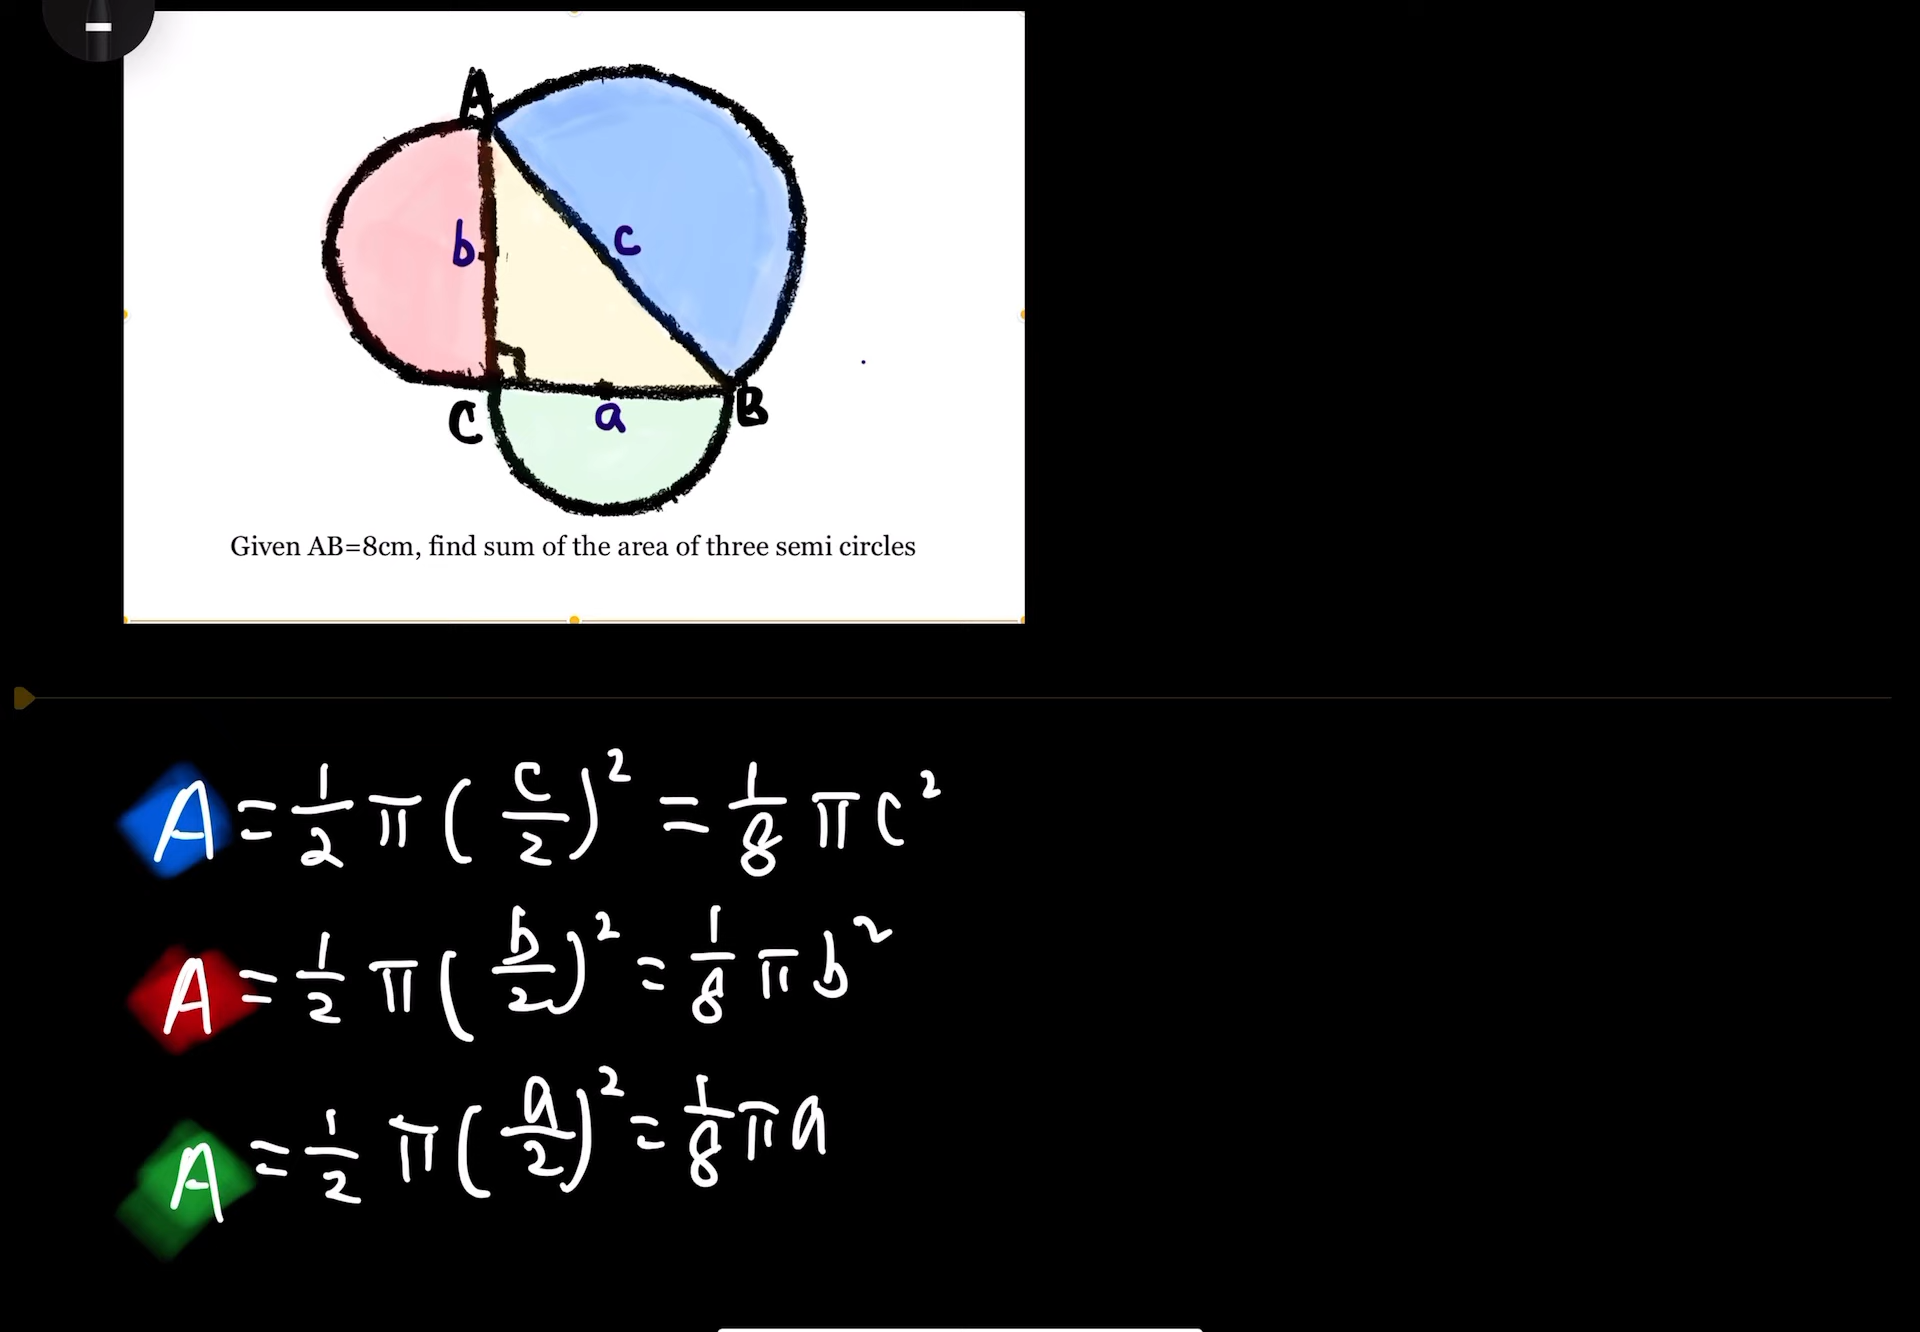 A
b
c
C
a
B
Given AB=8cm, find sum of the area of three semi circles
A = 1/2 π (c/2)² = 1/8 π c²
A = 1/2 π (b/2)² = 1/8 π b²
A = 1/2 π (a/2)² = 1/8 π a